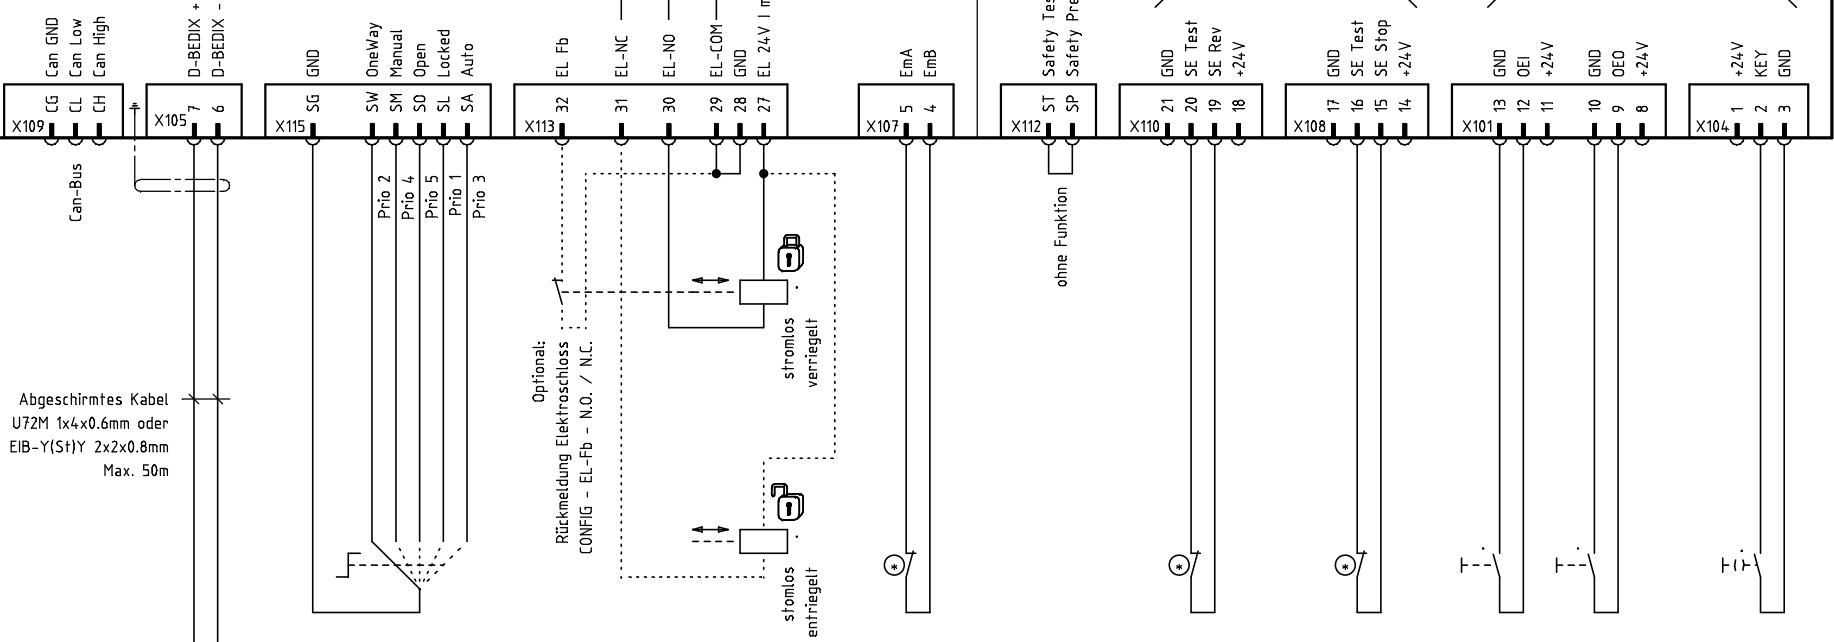 Can GND
Can Low
Can High
CG
CL
CH
X109
Can-Bus
D-BEDIX +
D-BEDIX -
7
6
X105
Abgeschirmtes Kabel
U72M 1x4x0.6mm oder
EIB-Y(St)Y 2x2x0.8mm
Max. 50m
GND
OneWay
Manual
Open
Locked
Auto
SG
SW
SM
SO
SL
SA
X115
Prio 2
Prio 4
Prio 5
Prio 1
Prio 3
EL Fb
EL-NC
EL-NO
EL-COM
GND
EL 24V
32
31
30
29
28
27
X113
Optional:
Rückmeldung Elektroschloss
CONFIG - EL-Fb - N.O. / N.C.
stromlos
verriegelt
stomlos
entriegelt
EmA
EmB
5
4
X107
*
Safety
Safety
ST
SP
X112
ohne Funktion
GND
SE Test
SE Rev
+24V
21
20
19
18
X110
*
GND
SE Test
SE Stop
+24V
17
16
15
14
X108
*
GND
OEI
+24V
GND
OEO
+24V
13
12
11
10
9
8
X101
+24V
KEY
GND
1
2
3
X104